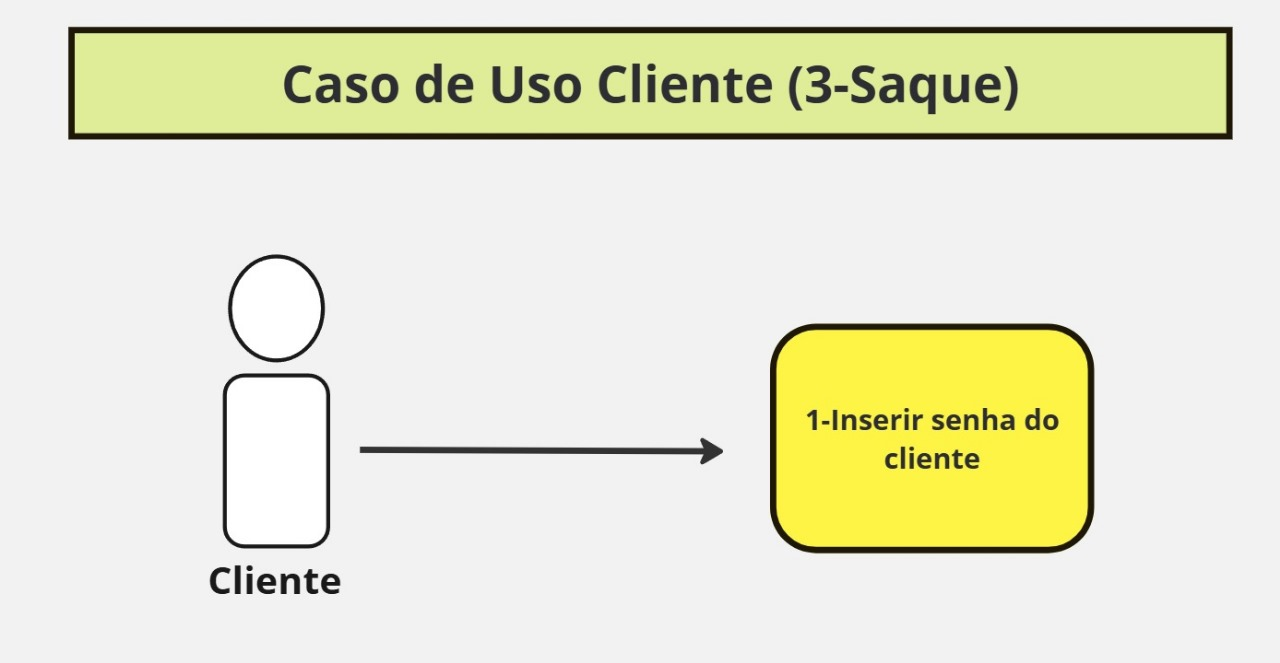 Caso de Uso Cliente (3-Saque)
1-Inserir senha do
cliente
Cliente